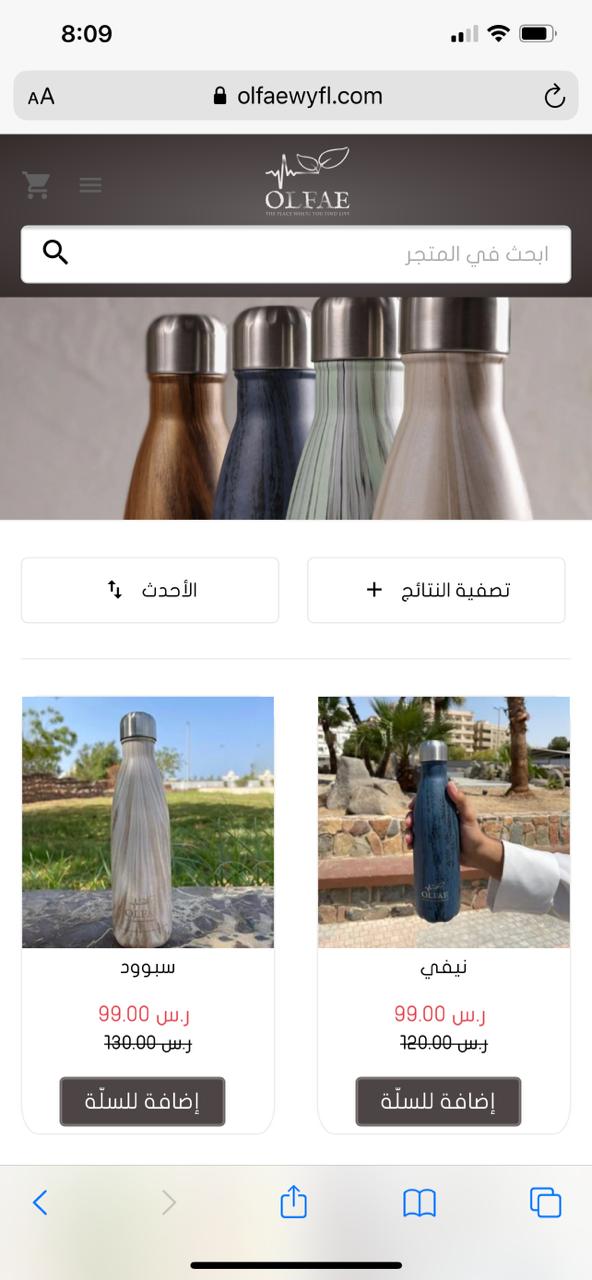 8:09
AA
olfaewyfl.com
OLFAE
THE PLACE WHERE YOU FIND LIFE
ابحث في المتجر
تصفية النتائج +
الأحدث
OLFAE
OLFAE
نيفي
ر.س 99.00
ر.س 120.00
إضافة للسلّة
سبوود
ر.س 99.00
ر.س 130.00
إضافة للسلّة